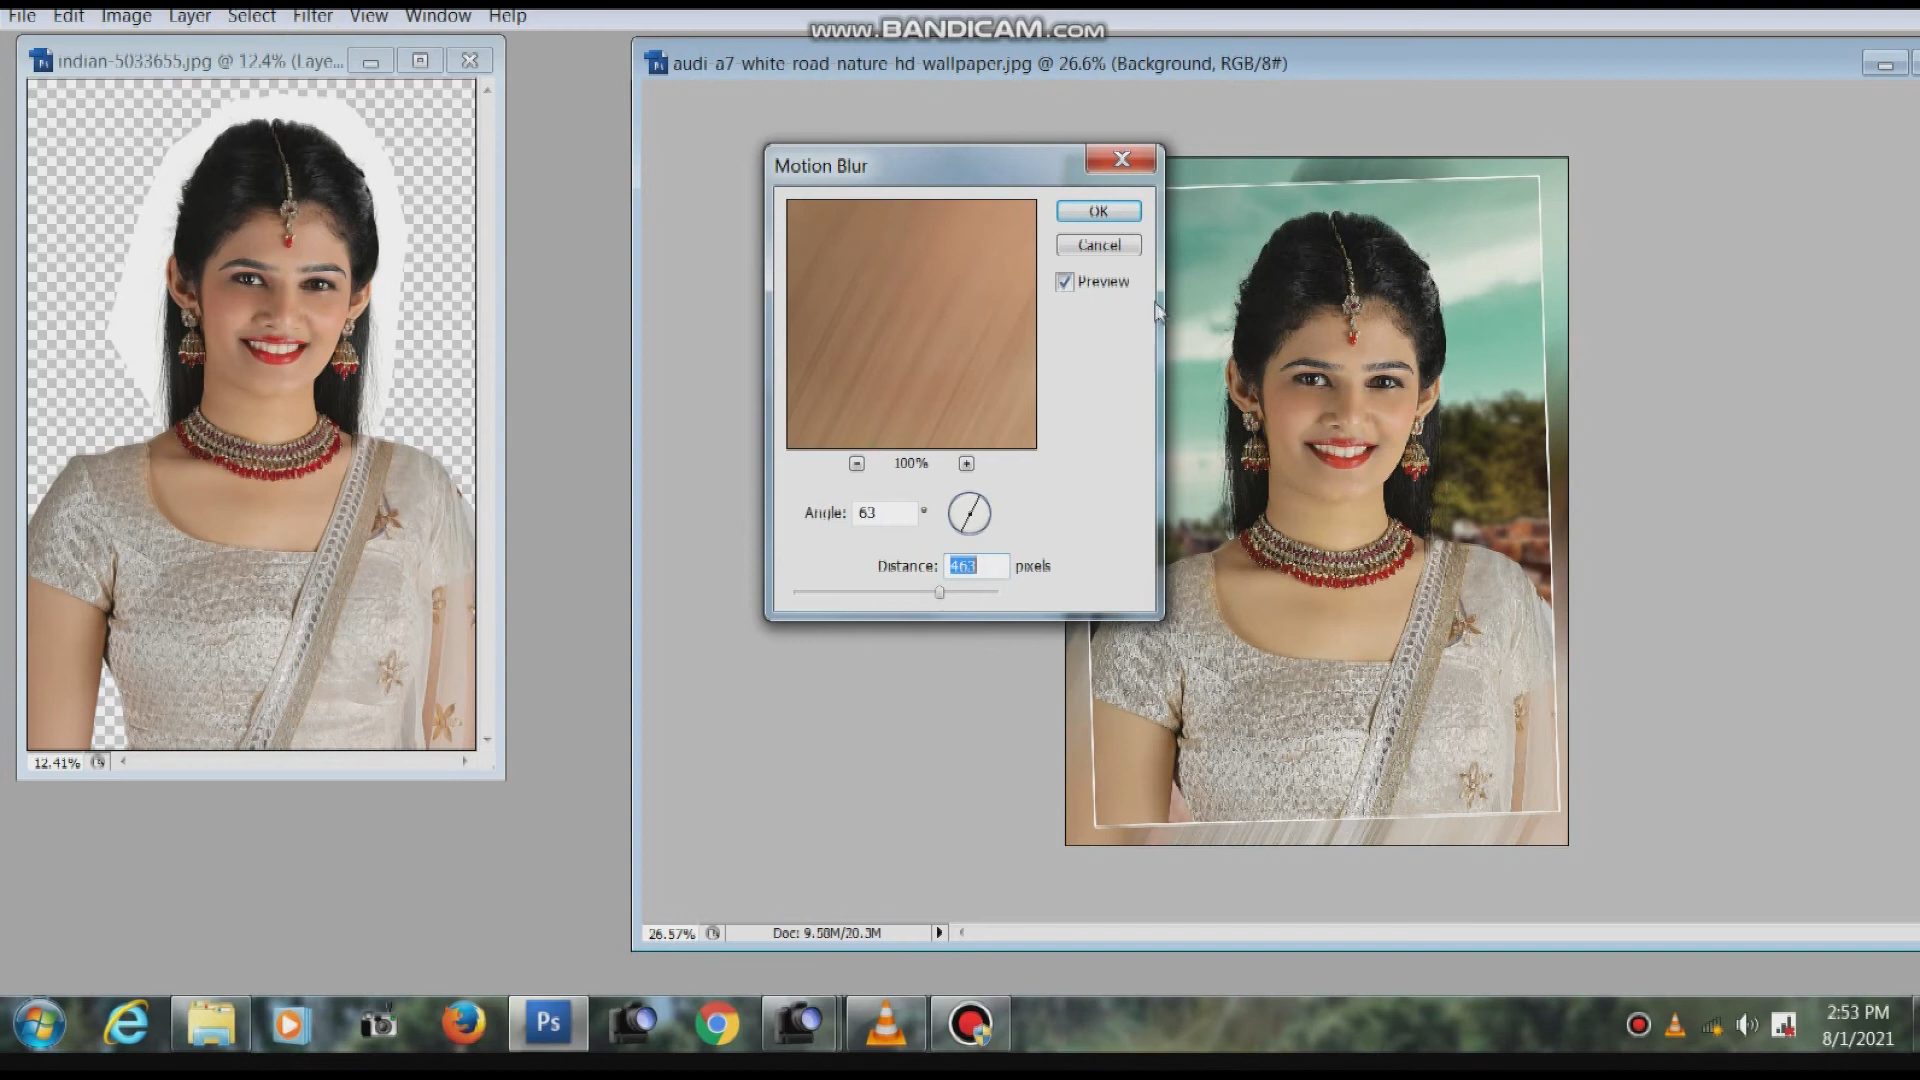 File Edit Image Layer Select Filter View Window Help
www.BANDICAM.com
indian-5033655.jpg @ 12.4% (Laye...
audi-a7-white-road-nature-hd-wallpaper.jpg @ 26.6% (Background, RGB/8#)
Motion Blur
OK
Cancel
Preview
100%
Angle: 63 °
Distance: 463 pixels
12.41%
26.57%
Doc: 9.58M/20.3M
Ps
2:53 PM
8/1/2021